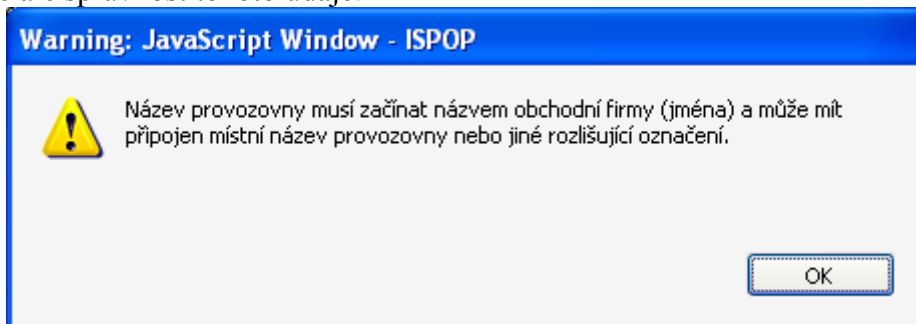 Warning: JavaScript Window - ISPOP
Název provozovny musí začínat názvem obchodní firmy (jména) a může mít
připojen místní název provozovny nebo jiné rozlišující označení.
OK